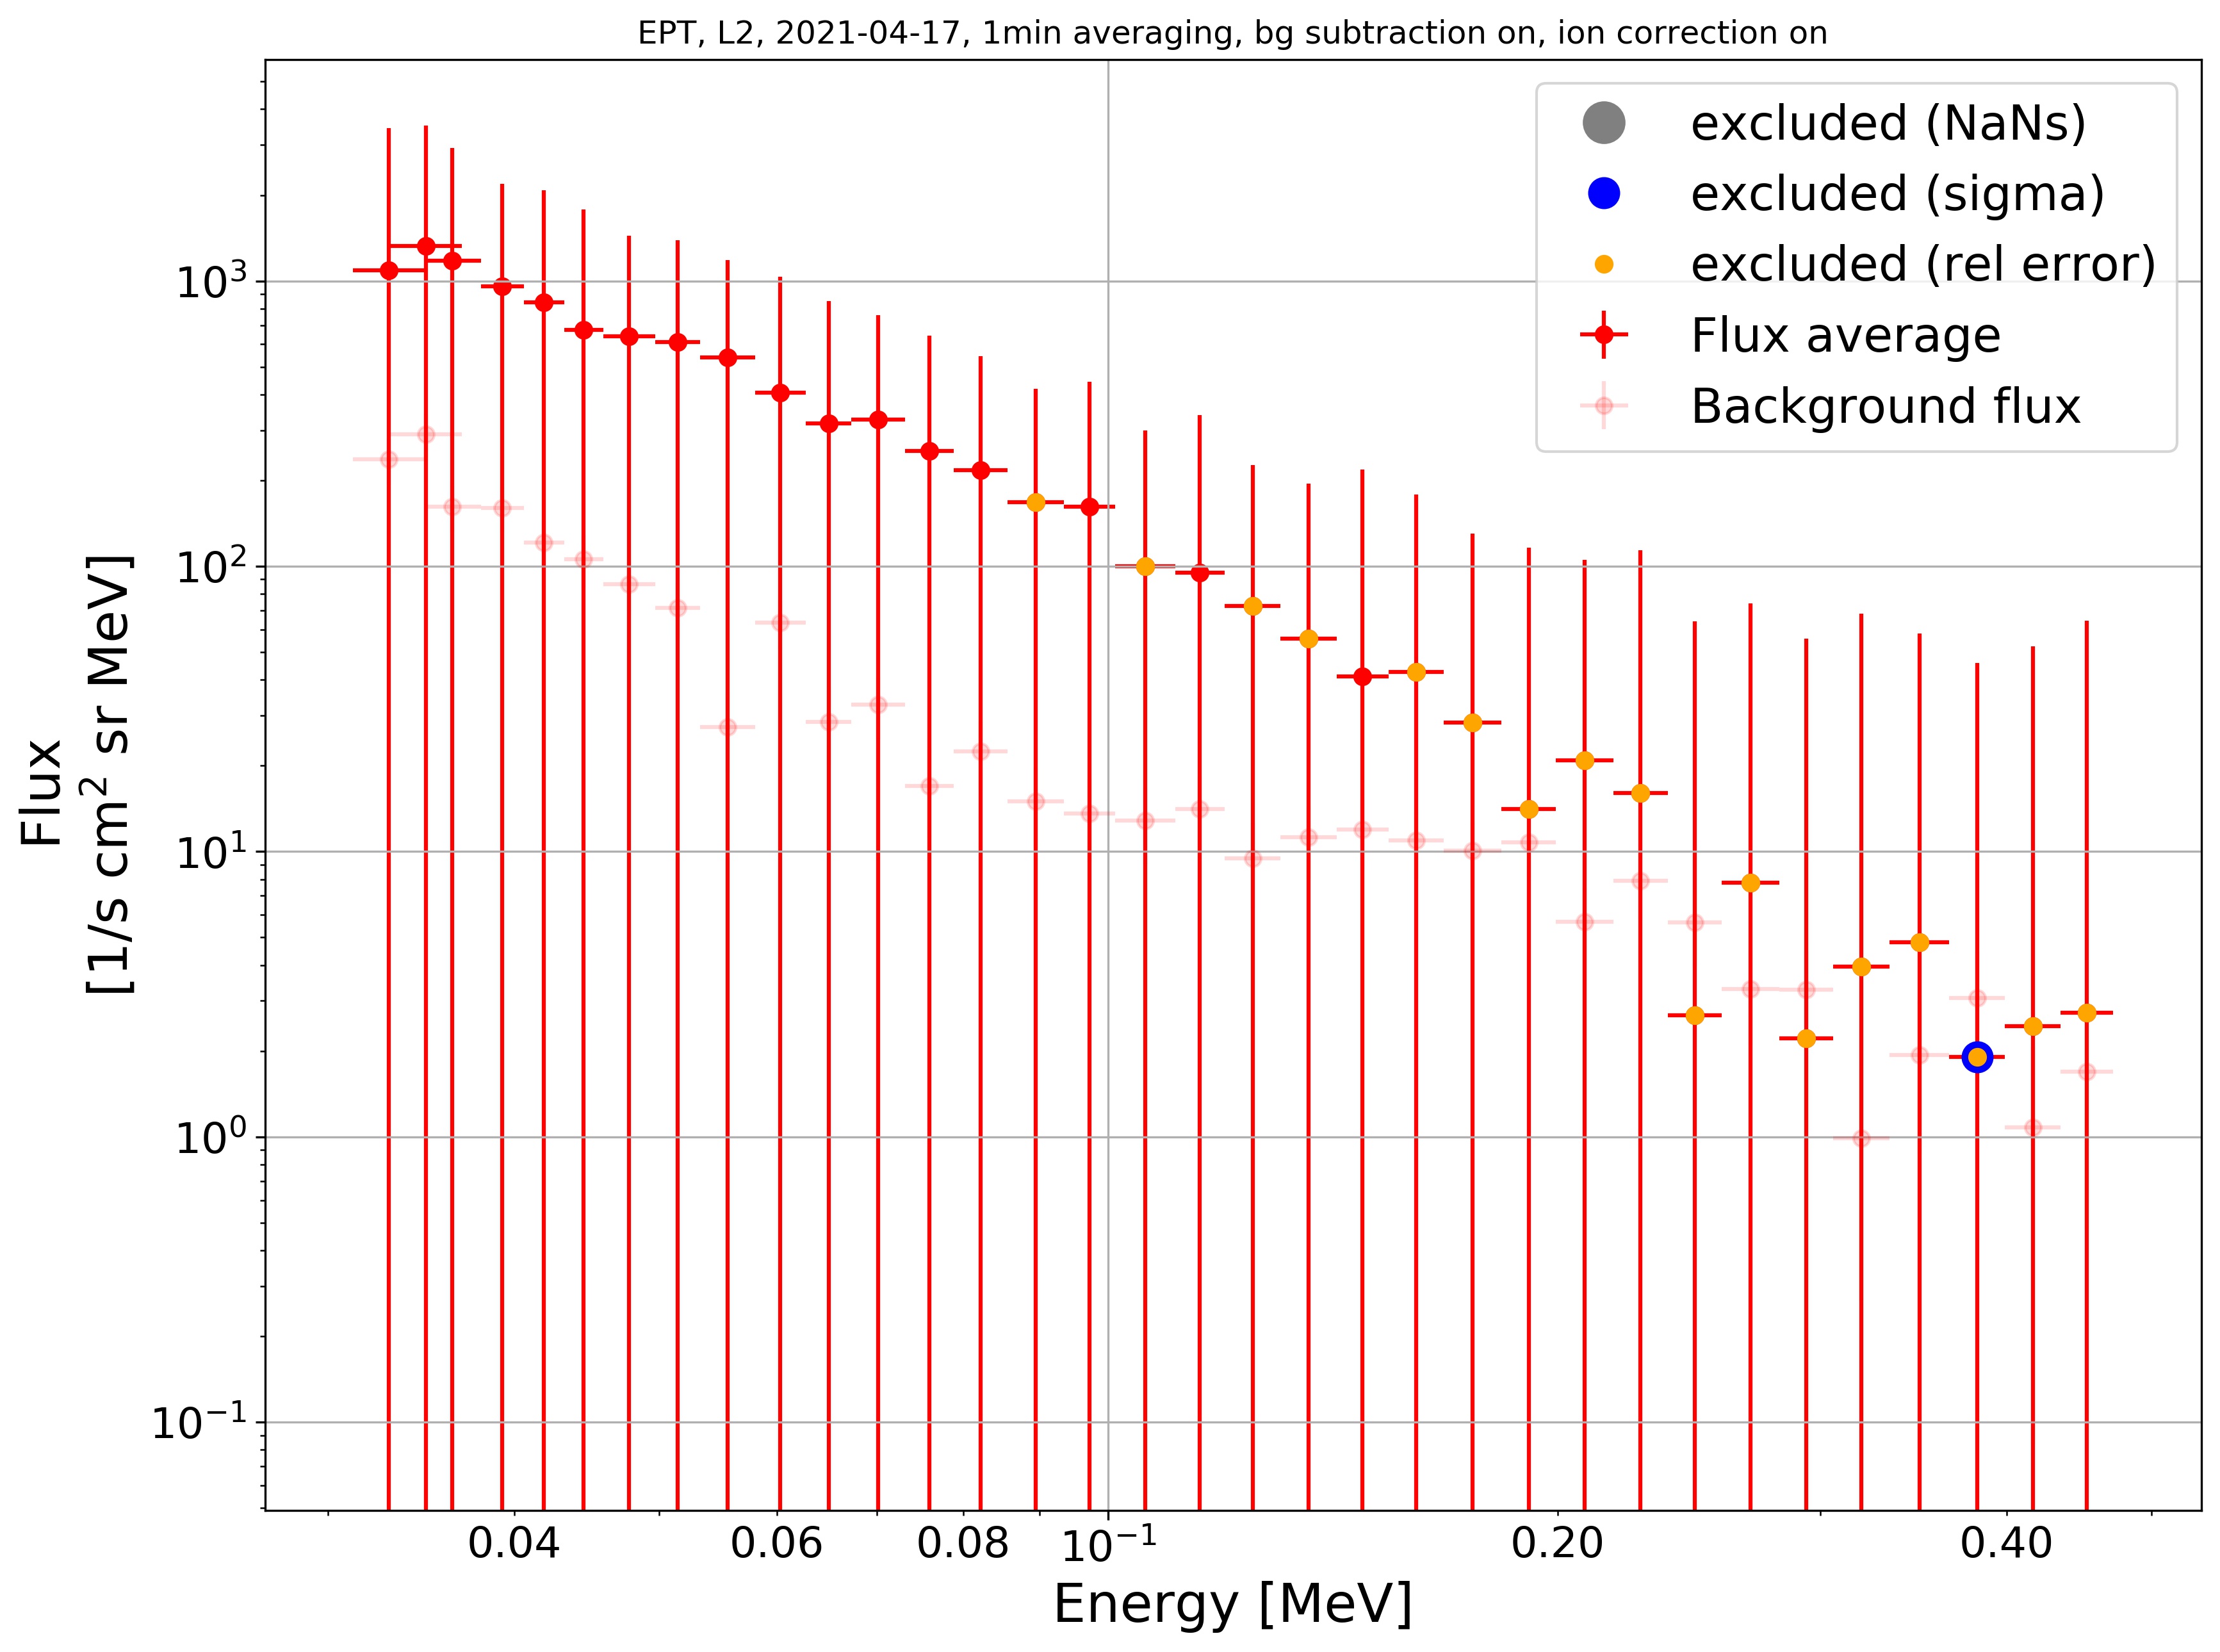 EPT, L2, 2021-04-17, 1min averaging, bg subtraction on, ion correction on
excluded (NaNs)
excluded (sigma)
excluded (rel error)
Flux average
Background flux
Flux
[1/s cm² sr MeV]
10³
10²
10¹
10⁰
10⁻¹
0.04
0.06
0.08
10⁻¹
0.20
0.40
Energy [MeV]